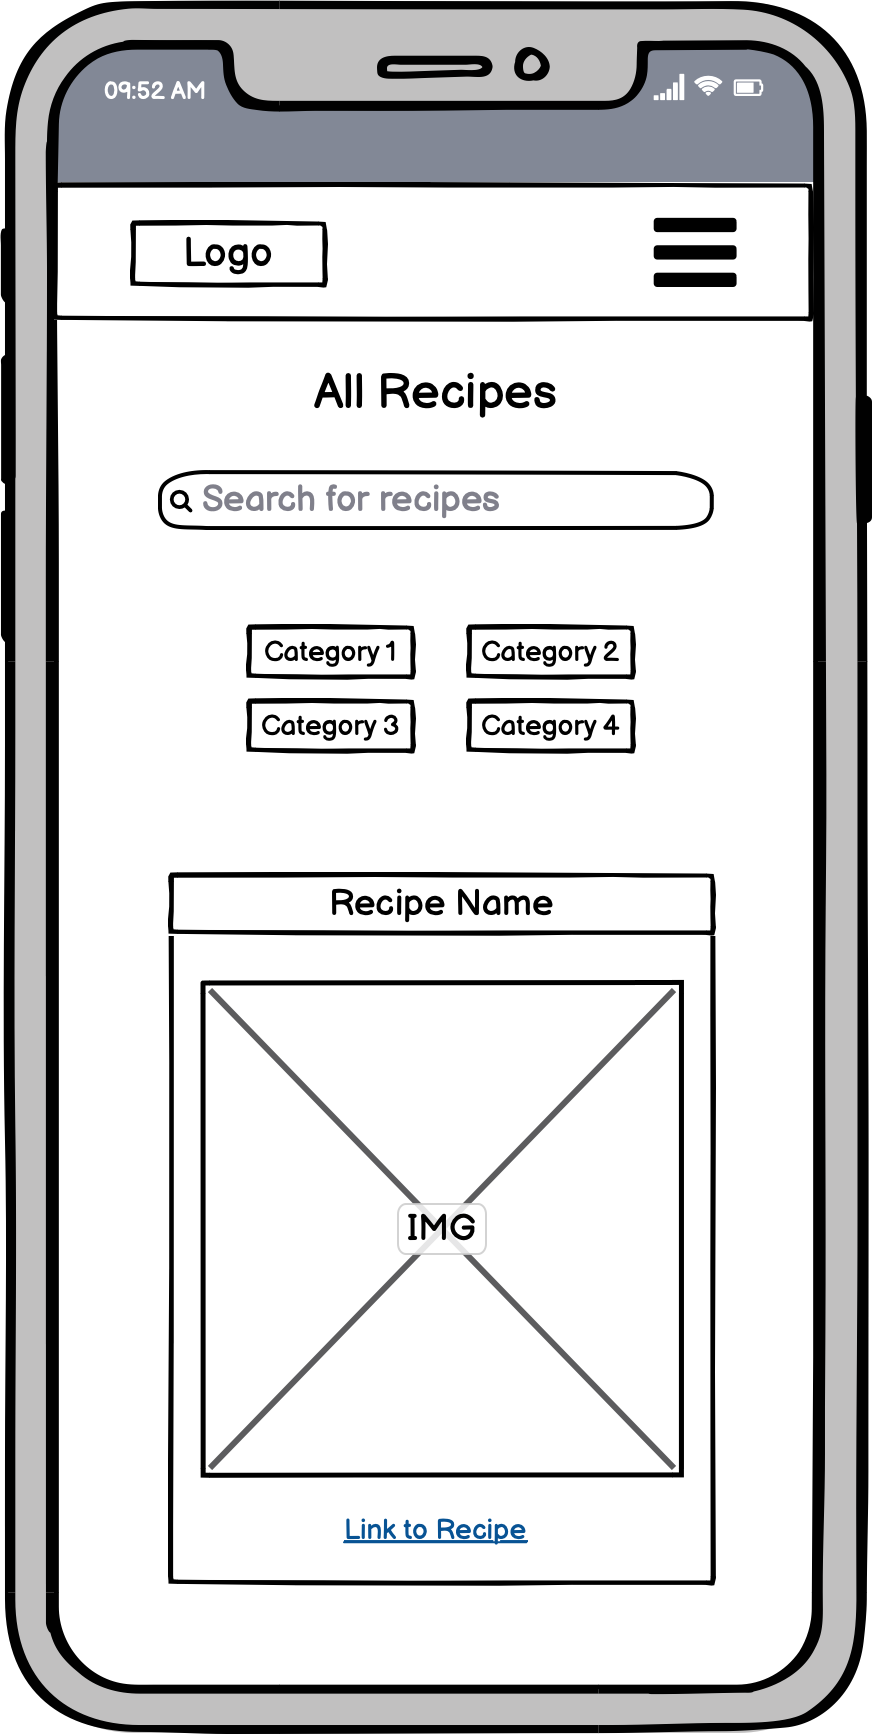 09:52 AM
Logo
All Recipes
Search for recipes
Category 1
Category 2
Category 3
Category 4
Recipe Name
IMG
Link to Recipe